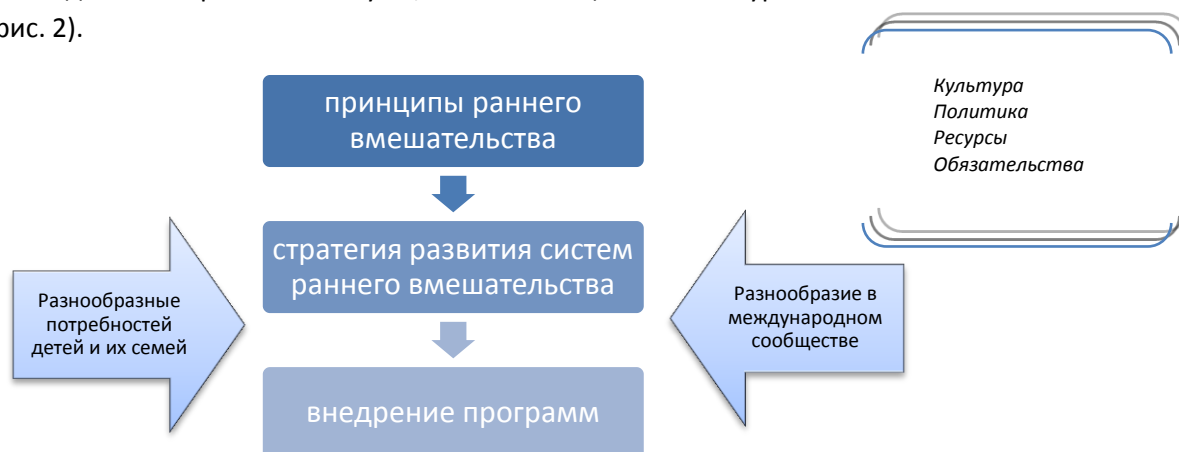 рис. 2).
Культура
Политика
Ресурсы
Обязательства
принципы раннего
вмешательства
стратегия развития систем
раннего вмешательства
Разнообразные
потребностей
детей и их семей
Разнообразие в
международном
сообществе
внедрение программ